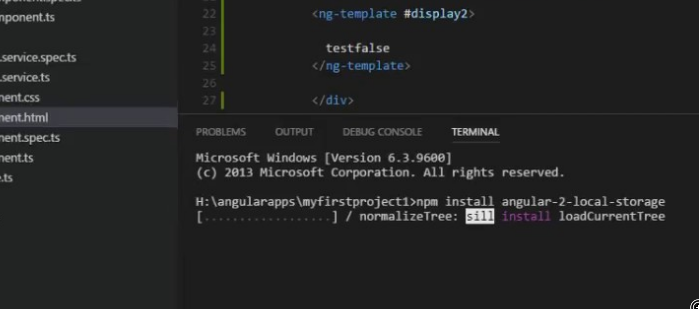 mponent.ts
.service.spec.ts
.service.ts
nent.css
nent.html
nent.spec.ts
nent.ts
.ts
22 <ng-template #display2>
23
24 testfalse
25 </ng-template>
26
27 </div>
PROBLEMS OUTPUT DEBUG CONSOLE TERMINAL
Microsoft Windows [Version 6.3.9600]
(c) 2013 Microsoft Corporation. All rights reserved.
H:\angularapps\myfirstproject1>npm install angular-2-local-storage
[..................] / normalizeTree: sill install loadCurrentTree